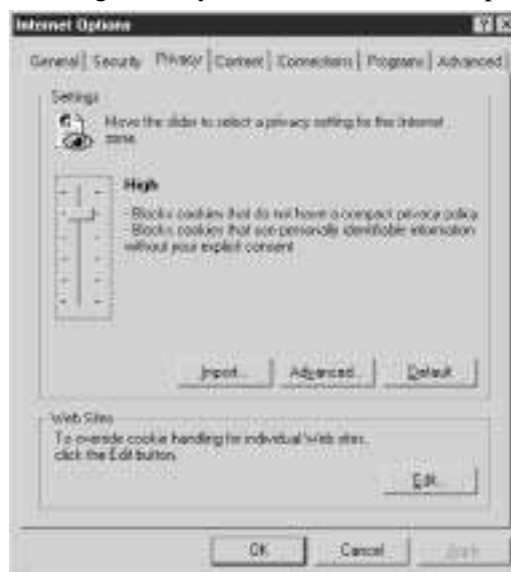 Internet Options
General Security Privacy Content Connections Programs Advanced
Settings
Move the slider to select a privacy setting for the Internet
zone.
High
- Blocks cookies that do not have a compact privacy policy
- Blocks cookies that use personally identifiable information
without your explicit consent
Import... Advanced... Default
Web Sites
To override cookie handling for individual Web sites,
click the Edit button.
Edit...
OK Cancel Apply